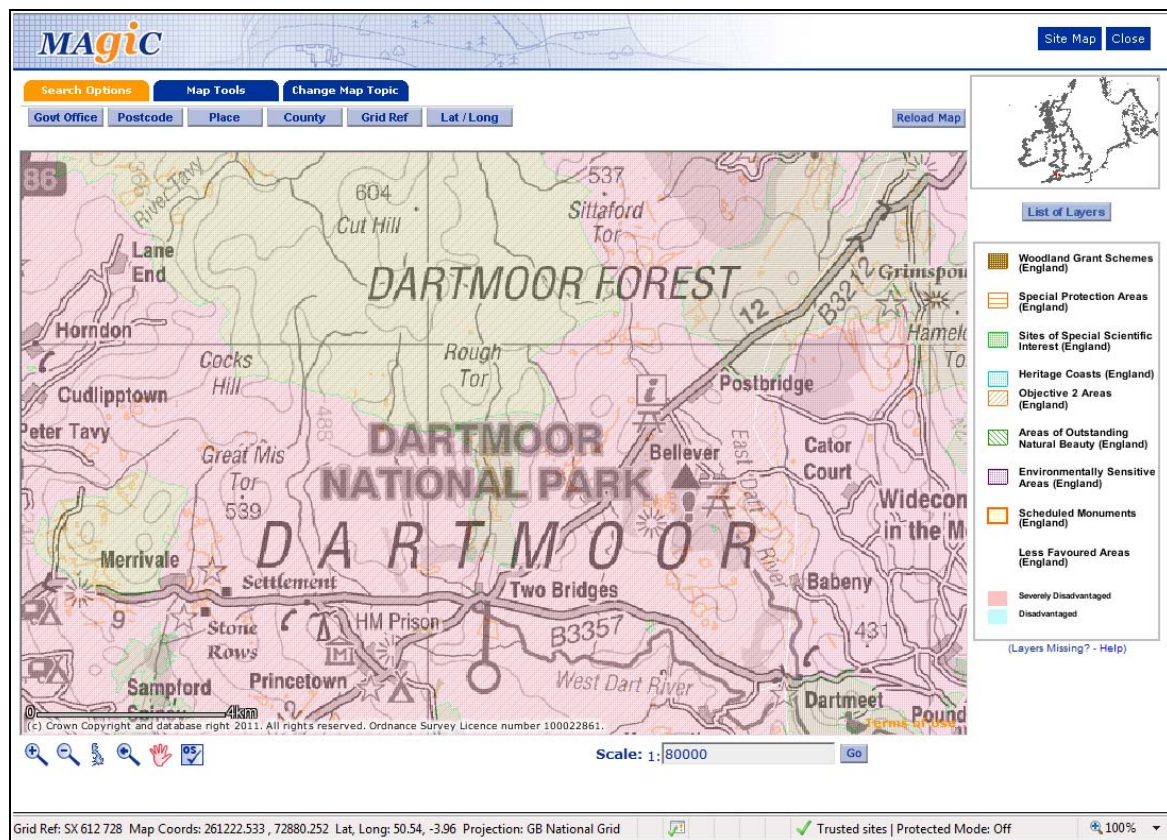 MAgiC
Site Map
Close
Search Options
Map Tools
Change Map Topic
Govt Office
Postcode
Place
County
Grid Ref
Lat / Long
Reload Map
List of Layers
Woodland Grant Schemes
(England)
Special Protection Areas
(England)
Sites of Special Scientific
Interest (England)
Heritage Coasts (England)
Objective 2 Areas
(England)
Areas of Outstanding
Natural Beauty (England)
Environmentally Sensitive
Areas (England)
Scheduled Monuments
(England)
Less Favoured Areas
(England)
Severely Disadvantaged
Disadvantaged
(Layers Missing? - Help)
86
River Tavy
604
Cut Hill
537
Sittaford
Tor
Lane
End
DARTMOOR FOREST
12
B3212
Grimspou
Hamel
To
Horndon
Cocks
Hill
Rough
Tor
Postbridge
Cudlipptown
488
Peter Tavy
DARTMOOR
NATIONAL PARK
Bellever
East Dart
River
Cator
Court
Great Mis
Tor
539
Widecom
in the M
DARTMOOR
Merrivale
Settlement
Two Bridges
Babeny
9
Stone
Rows
HM Prison
B3357
431
Sampford
Spiney
Princetown
West Dart River
Dartmeet
Pound
0
4km
(c) Crown Copyright and database right 2011. All rights reserved. Ordnance Survey Licence number 100022861.
Terms of Use
OS
Scale: 1: 80000
Go
Grid Ref: SX 612 728 Map Coords: 261222.533 , 72880.252 Lat, Long: 50.54, -3.96 Projection: GB National Grid
Trusted sites | Protected Mode: Off
100%